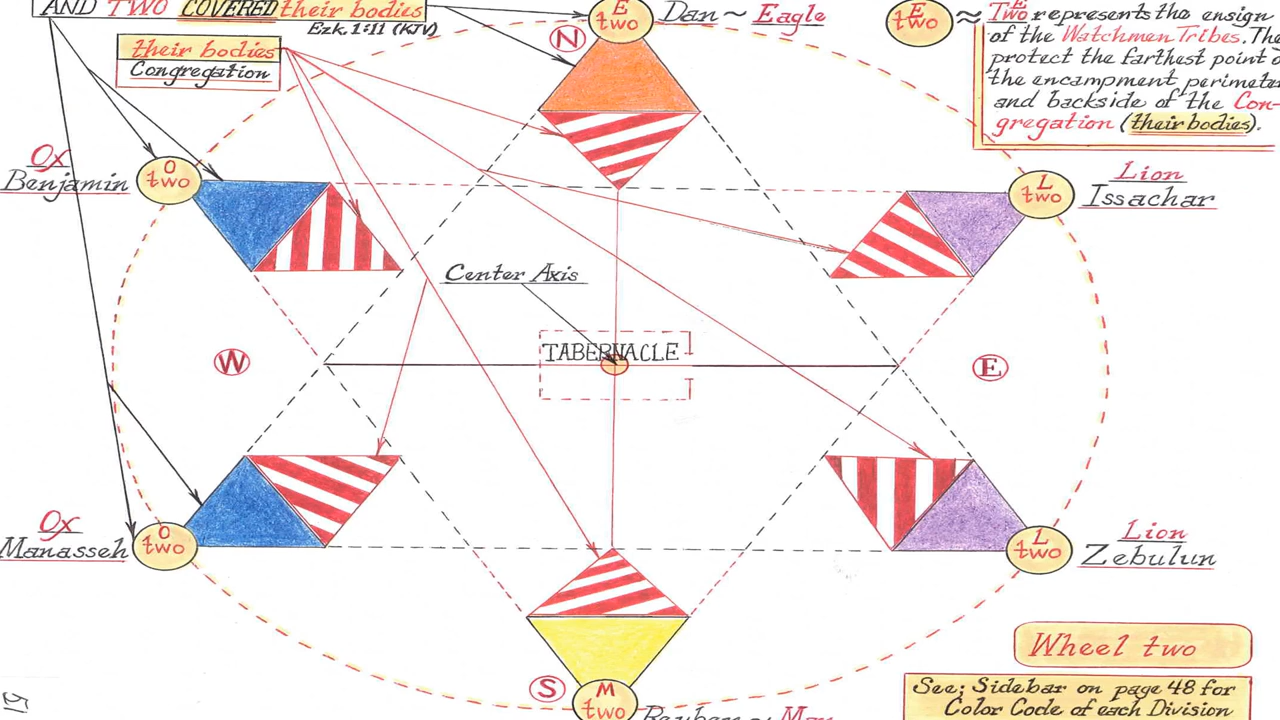 AND TWO COVERED their bodies
Ezk. 1:11 (KJV)
their bodies
Congregation
N
E
two
Dan ~ Eagle
E
two
≈
Two represents the ensign
of the Watchmen Tribes. The
protect the farthest point
the encampment perimeter
and backside of the Con-
gregation (their bodies).
Ox
Benjamin
O
two
L
two
Lion
Issachar
Center Axis
TABERNACLE
W
E
Ox
Manasseh
O
two
L
two
Lion
Zebulun
Wheel two
See; Sidebar on page 48 for
Color Code of each Division
S
M
two
Reuben ~ Man